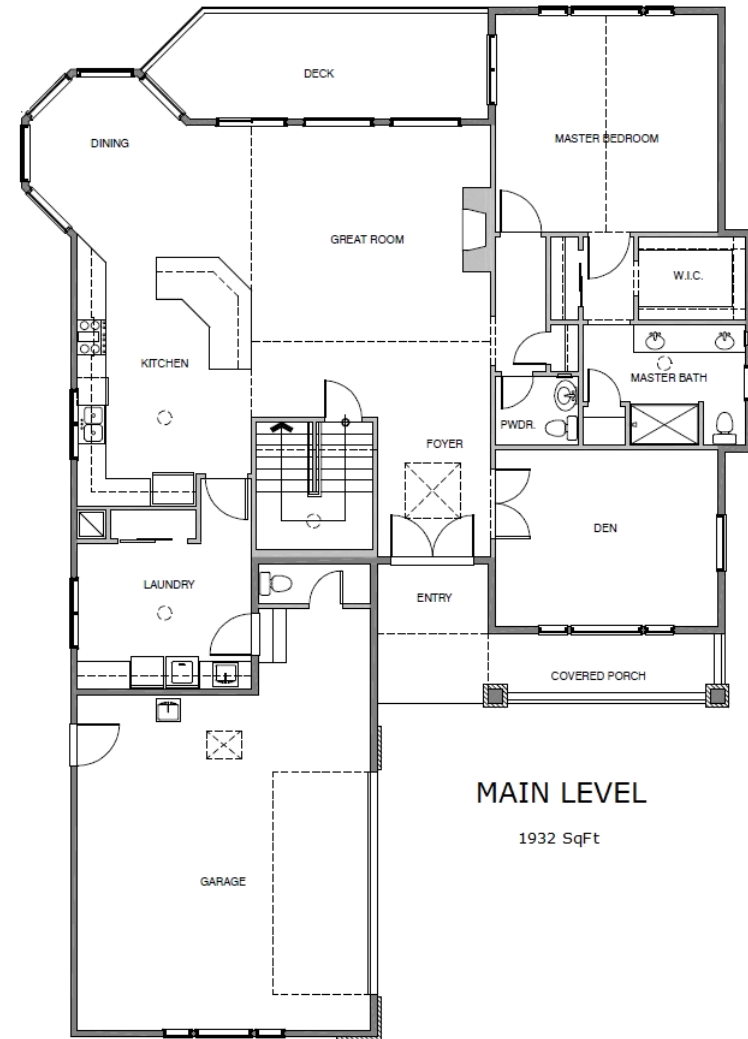 DECK
DINING
MASTER BEDROOM
GREAT ROOM
W.I.C.
KITCHEN
MASTER BATH
PWDR.
FOYER
DEN
LAUNDRY
ENTRY
COVERED PORCH
MAIN LEVEL
1932 SqFt
GARAGE